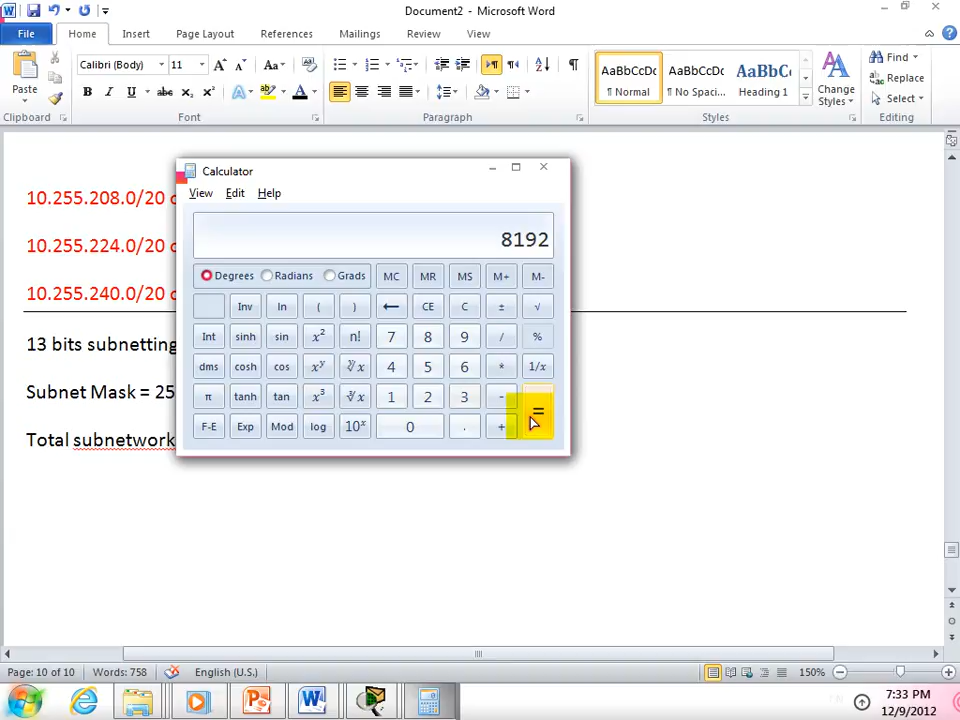 Document2 - Microsoft Word
File Home Insert Page Layout References Mailings Review View
Paste
Clipboard
Calibri (Body) 11
Font
Paragraph
AaBbCcDc AaBbCcDc AaBbC
¶ Normal ¶ No Spaci... Heading 1
Change Styles
Styles
Find
Replace
Select
Editing
10.255.208.0/20
10.255.224.0/20
10.255.240.0/20
13 bits subnetting
Subnet Mask = 25
Total subnetwork
Calculator
View Edit Help
8192
Degrees Radians Grads MC MR MS M+ M-
Inv ln ( ) ← CE C ± √
Int sinh sin x² n! 7 8 9 / %
dms cosh cos xʸ ʸ√x 4 5 6 * 1/x
π tanh tan x³ ³√x 1 2 3 - =
F-E Exp Mod log 10ˣ 0 . +
Page: 10 of 10 Words: 758 English (U.S.) 150%
7:33 PM
12/9/2012